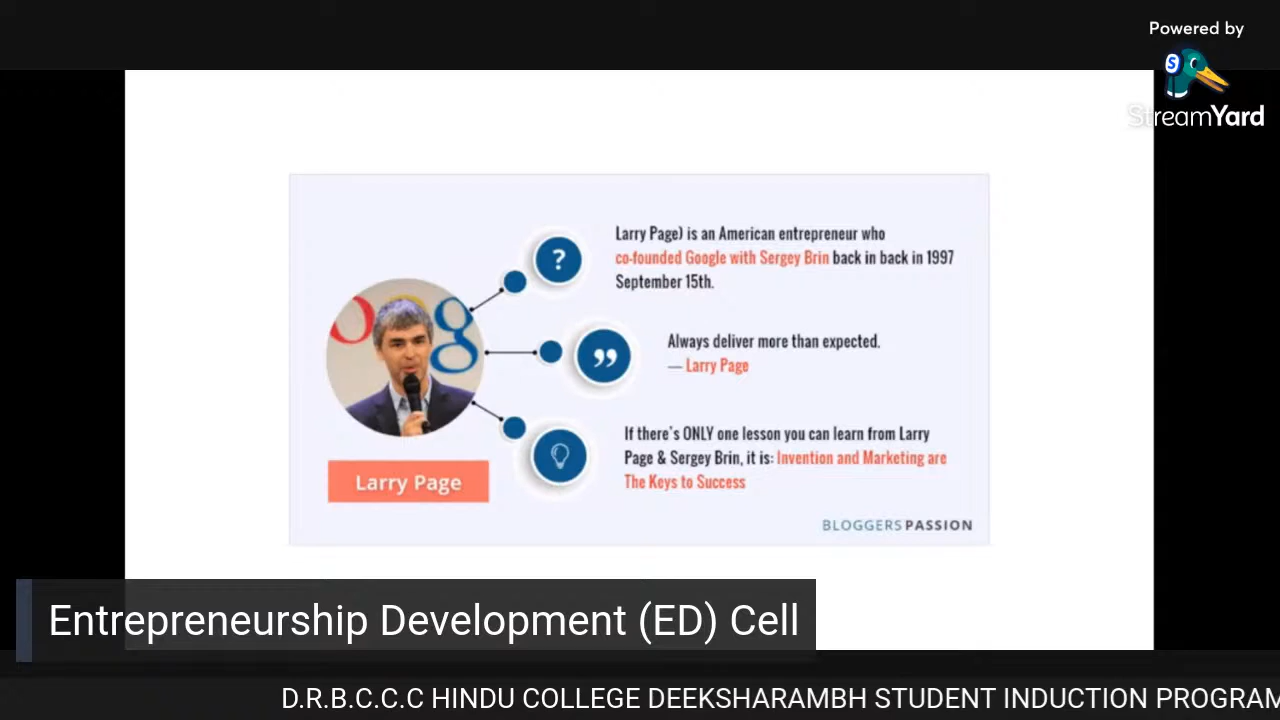 Powered by
S
StreamYard
Larry Page) is an American entrepreneur who
co-founded Google with Sergey Brin back in back in 1997
September 15th.
?
og
Always deliver more than expected.
— Larry Page
If there's ONLY one lesson you can learn from Larry
Page & Sergey Brin, it is: Invention and Marketing are
The Keys to Success
Larry Page
BLOGGERSPASSION
Entrepreneurship Development (ED) Cell
D.R.B.C.C.C HINDU COLLEGE DEEKSHARAMBH STUDENT INDUCTION PROGRAM